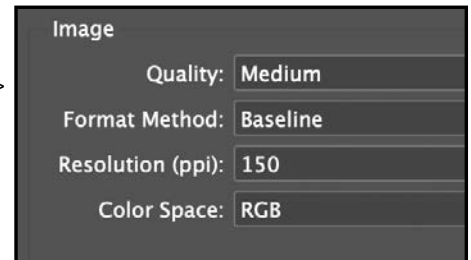 Image
Quality: Medium
Format Method: Baseline
Resolution (ppi): 150
Color Space: RGB